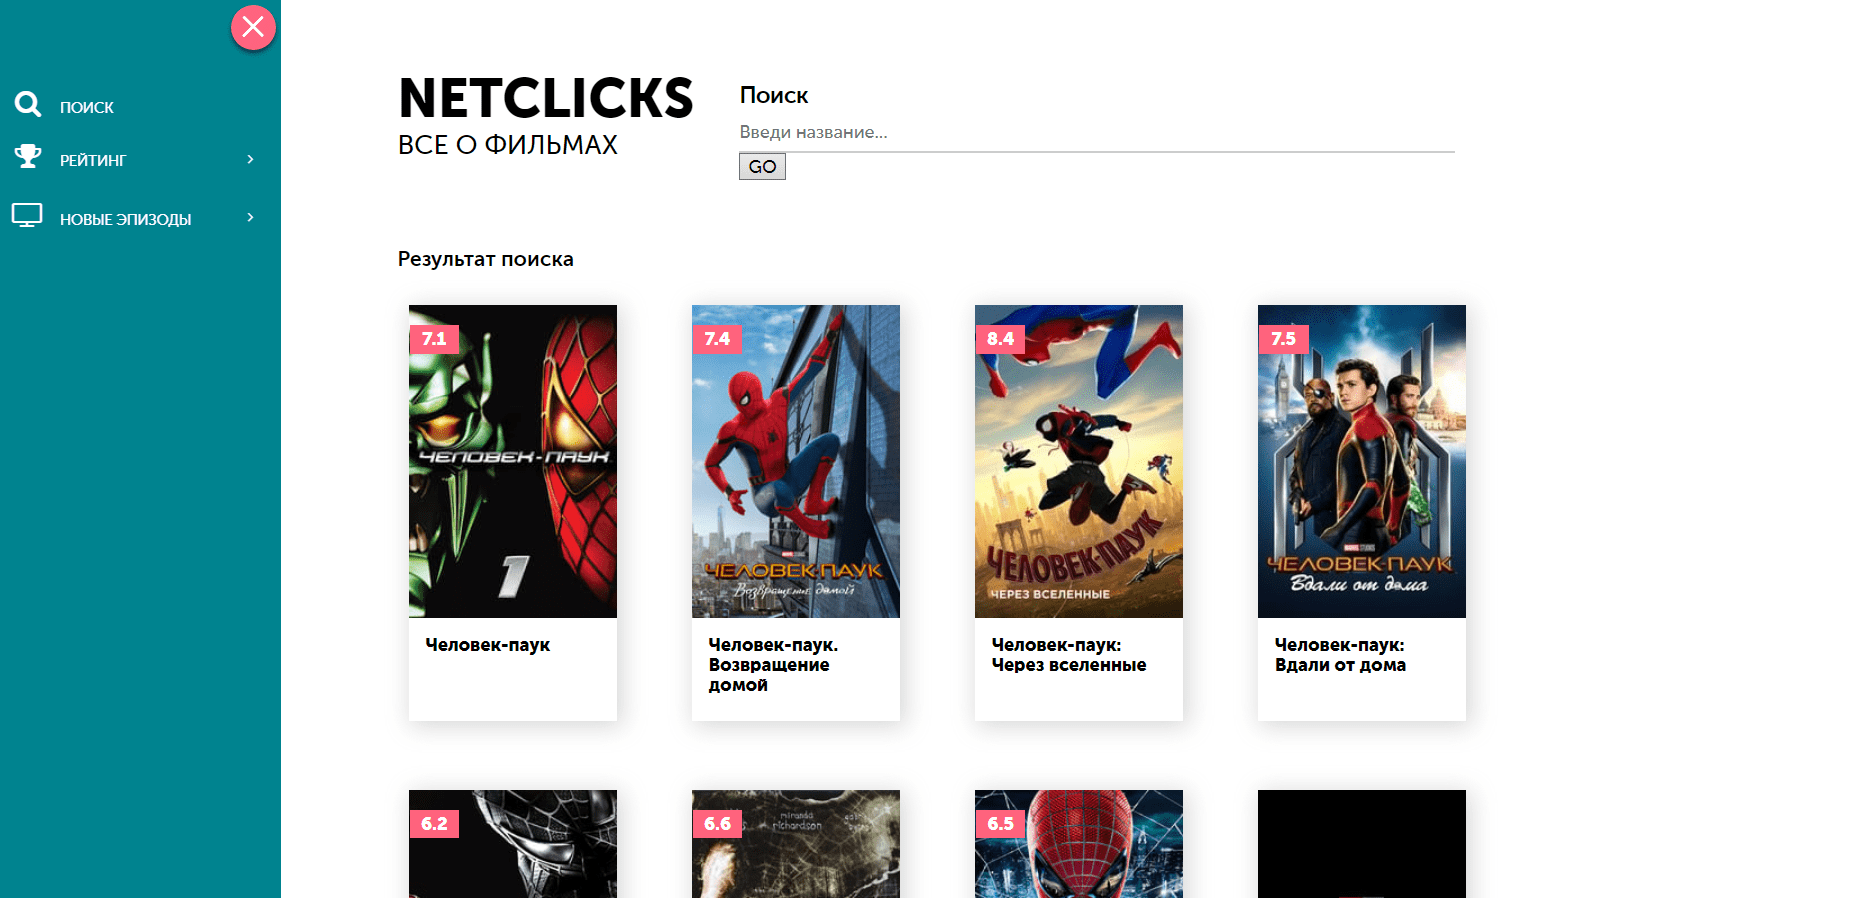 ПОИСК
РЕЙТИНГ
НОВЫЕ ЭПИЗОДЫ
NETCLICKS
ВСЕ О ФИЛЬМАХ
Поиск
Введи название...
GO
Результат поиска
7.1
ЧЕЛОВЕК-ПАУК
1
Человек-паук
7.4
ЧЕЛОВЕК-ПАУК
Возвращение домой
Человек-паук.
Возвращение
домой
8.4
ЧЕЛОВЕК-ПАУК
ЧЕРЕЗ ВСЕЛЕННЫЕ
Человек-паук:
Через вселенные
7.5
MARVEL STUDIOS
ЧЕЛОВЕК-ПАУК
Вдали от дома
Человек-паук:
Вдали от дома
6.2
6.6
miranda
richardson
6.5